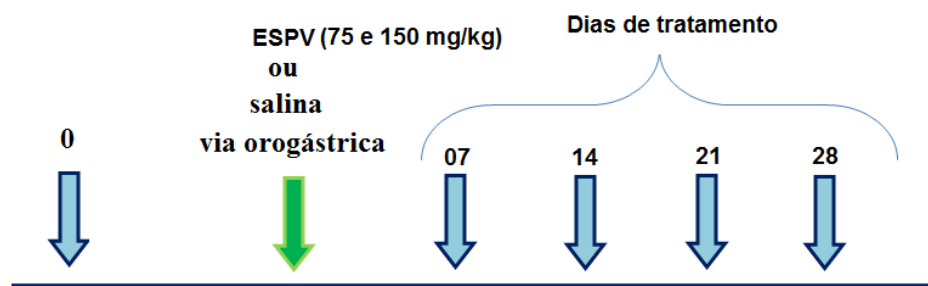 ESPV (75 e 150 mg/kg)
ou
salina
via orogástrica
Dias de tratamento
0
07
14
21
28